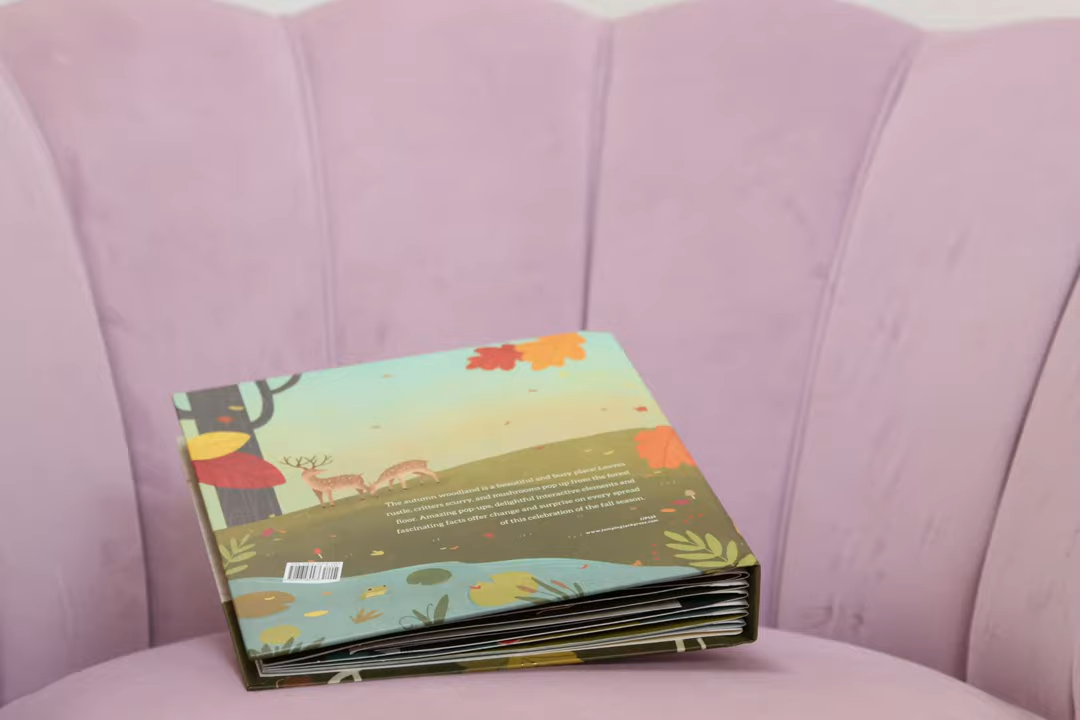 The autumn woodland is a beautiful and busy place! Leaves
rustle, critters scurry, and mushrooms pop up from the forest
floor. Amazing pop-ups, delightful interactive elements and
fascinating facts offer change and surprise on every spread
of this celebration of the fall season.